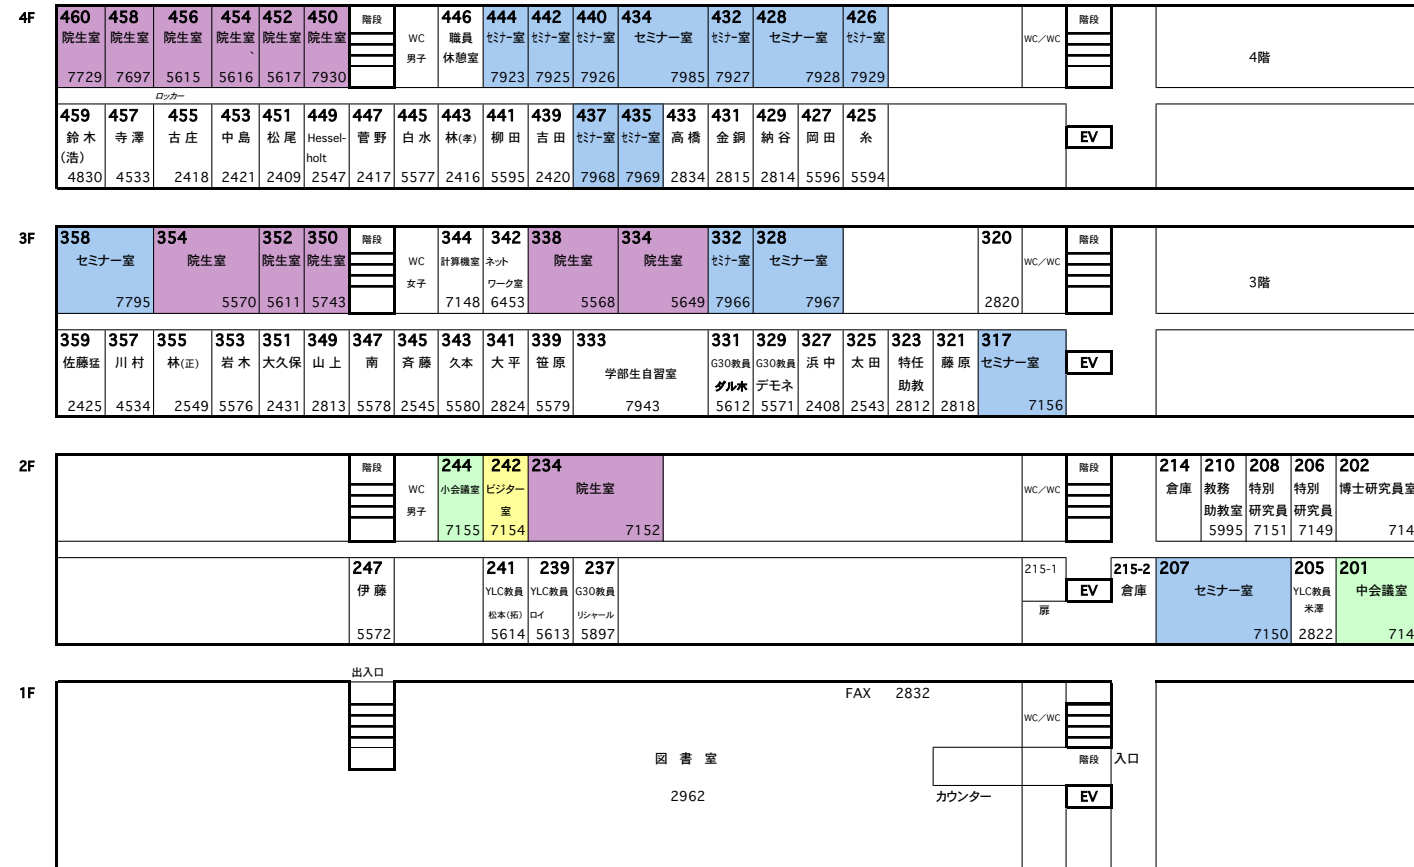 4F
460 458 456 454 452 450 階段 446 444 442 440 434 432 428 426 階段
院生室 院生室 院生室 院生室 院生室 院生室 WC 職員 セミナー室 セミナー室 セミナー室 セミナー室 セミナー室 セミナー室 セミナー室 WC/WC
、 男子 休憩室 4階
7729 7697 5615 5616 5617 7930 7923 7925 7926 7985 7927 7928 7929
ロッカー
459 457 455 453 451 449 447 445 443 441 439 437 435 433 431 429 427 425
鈴木 寺澤 古庄 中島 松尾 Hessel- 菅野 白水 林(孝) 柳田 吉田 セミナー室 セミナー室 高橋 金銅 納谷 岡田 糸 EV
(浩) holt
4830 4533 2418 2421 2409 2547 2417 5577 2416 5595 2420 7968 7969 2834 2815 2814 5596 5594
3F
358 354 352 350 階段 344 342 338 334 332 328 320 階段
セミナー室 院生室 院生室 院生室 WC 計算機室 ネット 院生室 院生室 セミナー室 セミナー室 WC/WC
女子 ワーク室 3階
7795 5570 5611 5743 7148 6453 5568 5649 7966 7967 2820
359 357 355 353 351 349 347 345 343 341 339 333 331 329 327 325 323 321 317
佐藤猛 川村 林(正) 岩木 大久保 山上 南 斉藤 久本 大平 笹原 学部生自習室 G30教員 G30教員 浜中 太田 特任 藤原 セミナー室 EV
ダルホ デモネ 助教
2425 4534 2549 5576 2431 2813 5578 2545 5580 2824 5579 7943 5612 5571 2408 2543 2812 2818 7156
2F
階段 244 242 234 階段 214 210 208 206 202
WC 小会議室 ビジター 院生室 WC/WC 倉庫 教務 特別 特別 博士研究員室
男子 室 助教室 研究員 研究員
7155 7154 7152 5995 7151 7149 714
247 241 239 237 215-1 215-2 207 205 201
伊藤 YLC教員 YLC教員 G30教員 EV 倉庫 セミナー室 YLC教員 中会議室
松本(拓) ロイ リシャール 扉 米澤
5572 5614 5613 5897 7150 2822 714
出入口
1F
FAX 2832
WC/WC
図 書 室 階段 入口
2962 カウンター EV